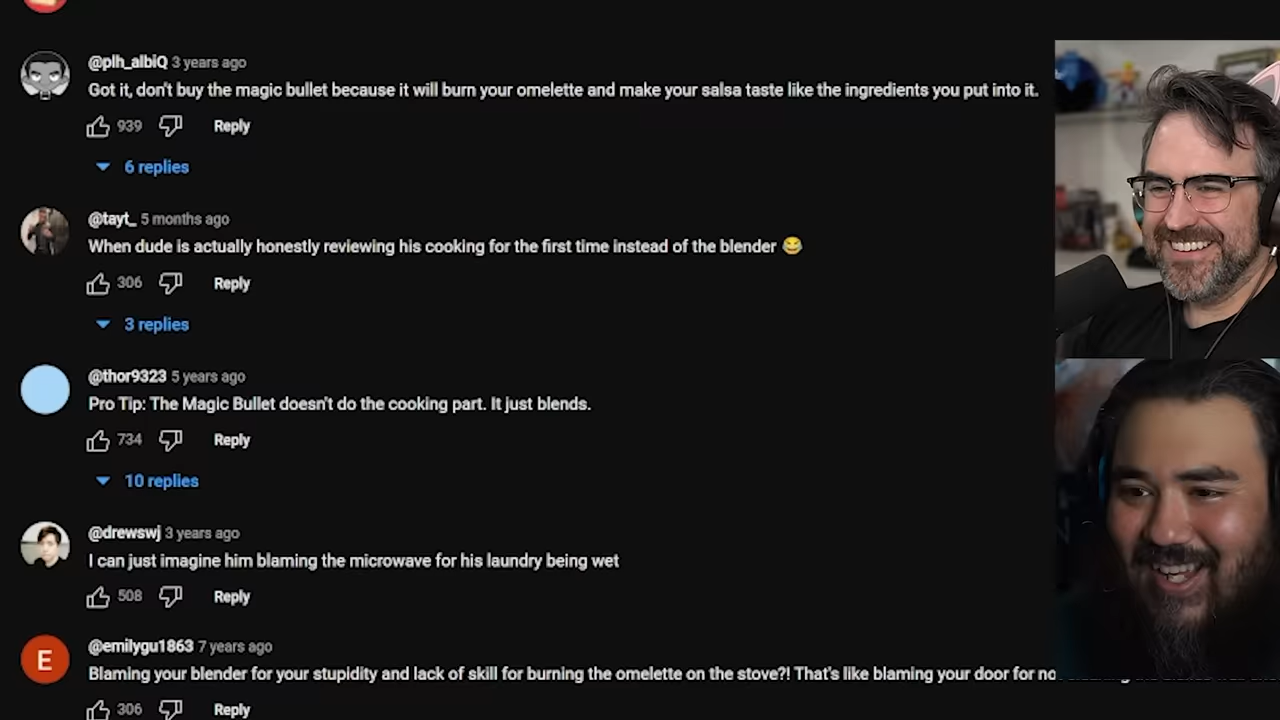 @plh_albiQ 3 years ago
Got it, don't buy the magic bullet because it will burn your omelette and make your salsa taste like the ingredients you put into it.
939 Reply
6 replies
@tayt_ 5 months ago
When dude is actually honestly reviewing his cooking for the first time instead of the blender 😂
306 Reply
3 replies
@thor9323 5 years ago
Pro Tip: The Magic Bullet doesn't do the cooking part. It just blends.
734 Reply
10 replies
@drewswj 3 years ago
I can just imagine him blaming the microwave for his laundry being wet
508 Reply
E
@emilygu1863 7 years ago
Blaming your blender for your stupidity and lack of skill for burning the omelette on the stove?! That's like blaming your door for
306 Reply